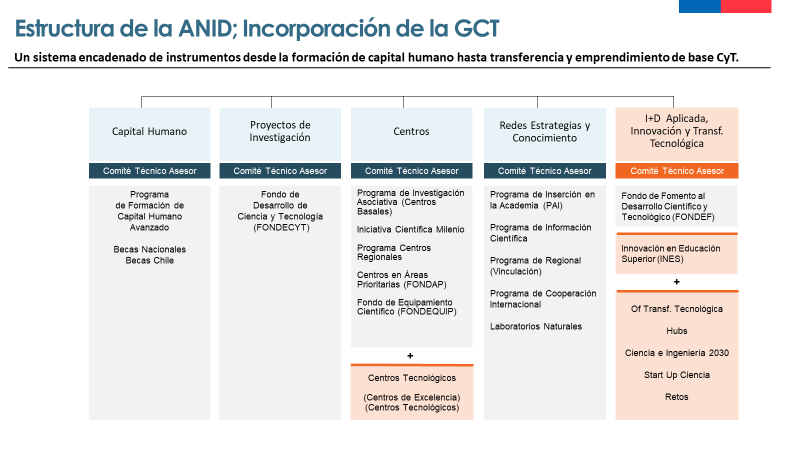 Estructura de la ANID; Incorporación de la GCT
Un sistema encadenado de instrumentos desde la formación de capital humano hasta transferencia y emprendimiento de base CyT.
Capital Humano
Comité Técnico Asesor
Programa
de Formación de
Capital Humano
Avanzado
Becas Nacionales
Becas Chile
Proyectos de
Investigación
Comité Técnico Asesor
Fondo de
Desarrollo de
Ciencia y Tecnología
(FONDECYT)
Centros
Comité Técnico Asesor
Programa de Investigación
Asociativa (Centros
Basales)
Iniciativa Científica Milenio
Programa Centros
Regionales
Centros en Áreas
Prioritarias (FONDAP)
Fondo de Equipamiento
Científico (FONDEQUIP)
+
Centros Tecnológicos
(Centros de Excelencia)
(Centros Tecnológicos)
Redes Estrategias y
Conocimiento
Comité Técnico Asesor
Programa de Inserción en
la Academia (PAI)
Programa de Información
Científica
Programa de Regional
(Vinculación)
Programa de Cooperación
Internacional
Laboratorios Naturales
I+D Aplicada,
Innovación y Transf.
Tecnológica
Comité Técnico Asesor
Fondo de Fomento al
Desarrollo Científico y
Tecnológico (FONDEF)
Innovación en Educación
Superior (INES)
+
Of Transf. Tecnológica
Hubs
Ciencia e Ingeniería 2030
Start Up Ciencia
Retos